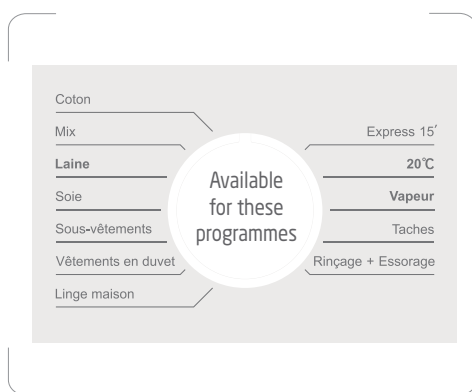 Coton
Mix
Laine
Soie
Sous-vêtements
Vêtements en duvet
Linge maison
Available
for these
programmes
Express 15′
20℃
Vapeur
Taches
Rinçage + Essorage